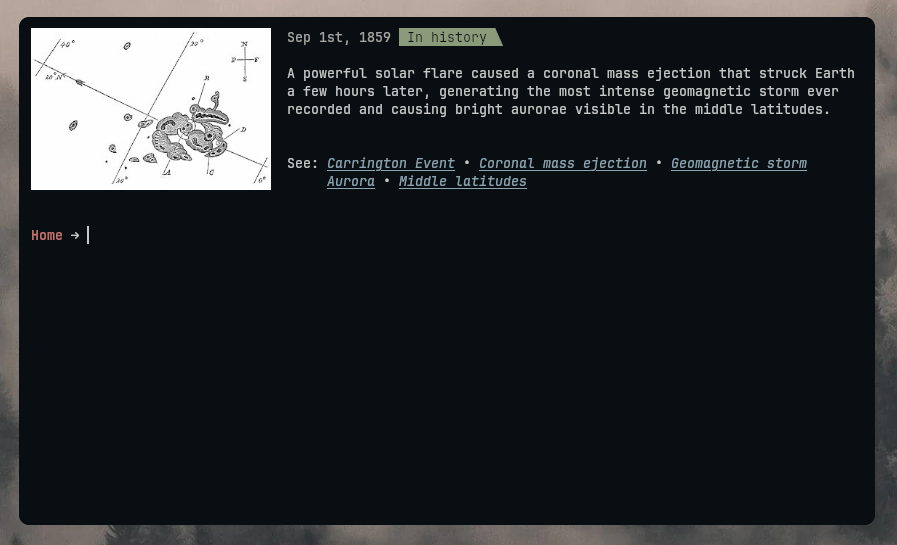 Sep 1st, 1859 In history
A powerful solar flare caused a coronal mass ejection that struck Earth
a few hours later, generating the most intense geomagnetic storm ever
recorded and causing bright aurorae visible in the middle latitudes.
See: Carrington Event • Coronal mass ejection • Geomagnetic storm
Aurora • Middle latitudes
40°
30°
N
P F
S
20° N
B
D
A
C
30°
0°
Home →